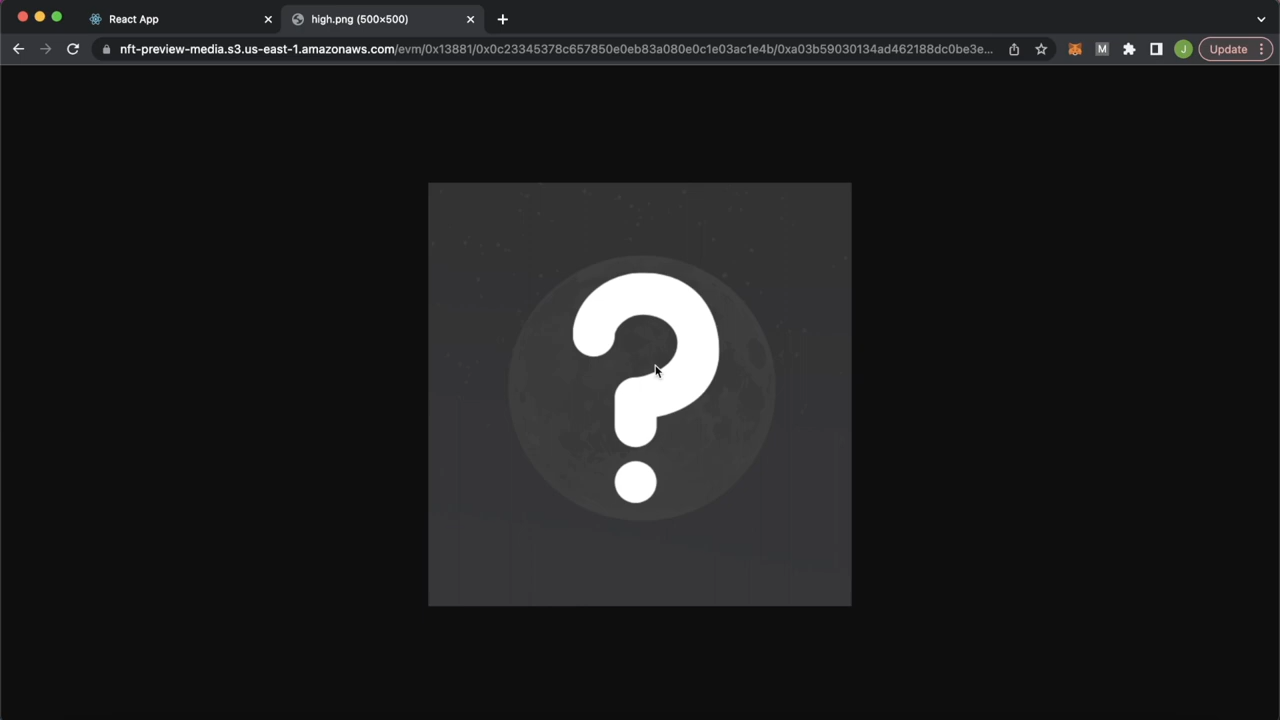 React App
high.png (500×500)
nft-preview-media.s3.us-east-1.amazonaws.com/evm/0x13881/0x0c23345378c657850e0eb83a080e0c1e03ac1e4b/0xa03b59030134ad462188dc0be3e...
M
J
Update
?